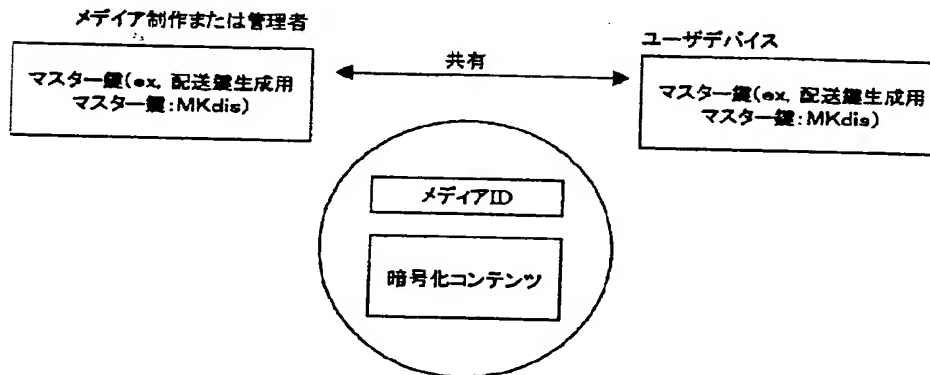 メデイア制作または管理者
マスター鍵(ex, 配送鍵生成用
マスター鍵:MKdis)
共有
ユーザデバイス
マスター鍵(ex, 配送鍵生成用
マスター鍵:MKdis)
メディアID
暗号化コンテンツ